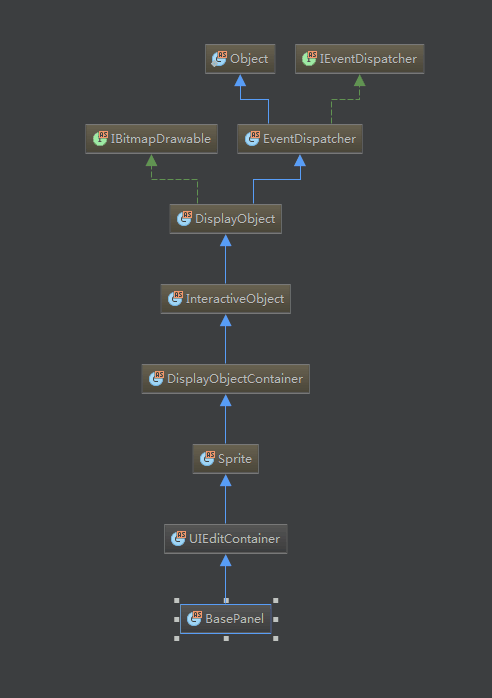 Object
IEventDispatcher
IBitmapDrawable
EventDispatcher
DisplayObject
InteractiveObject
DisplayObjectContainer
Sprite
UIEditContainer
BasePanel